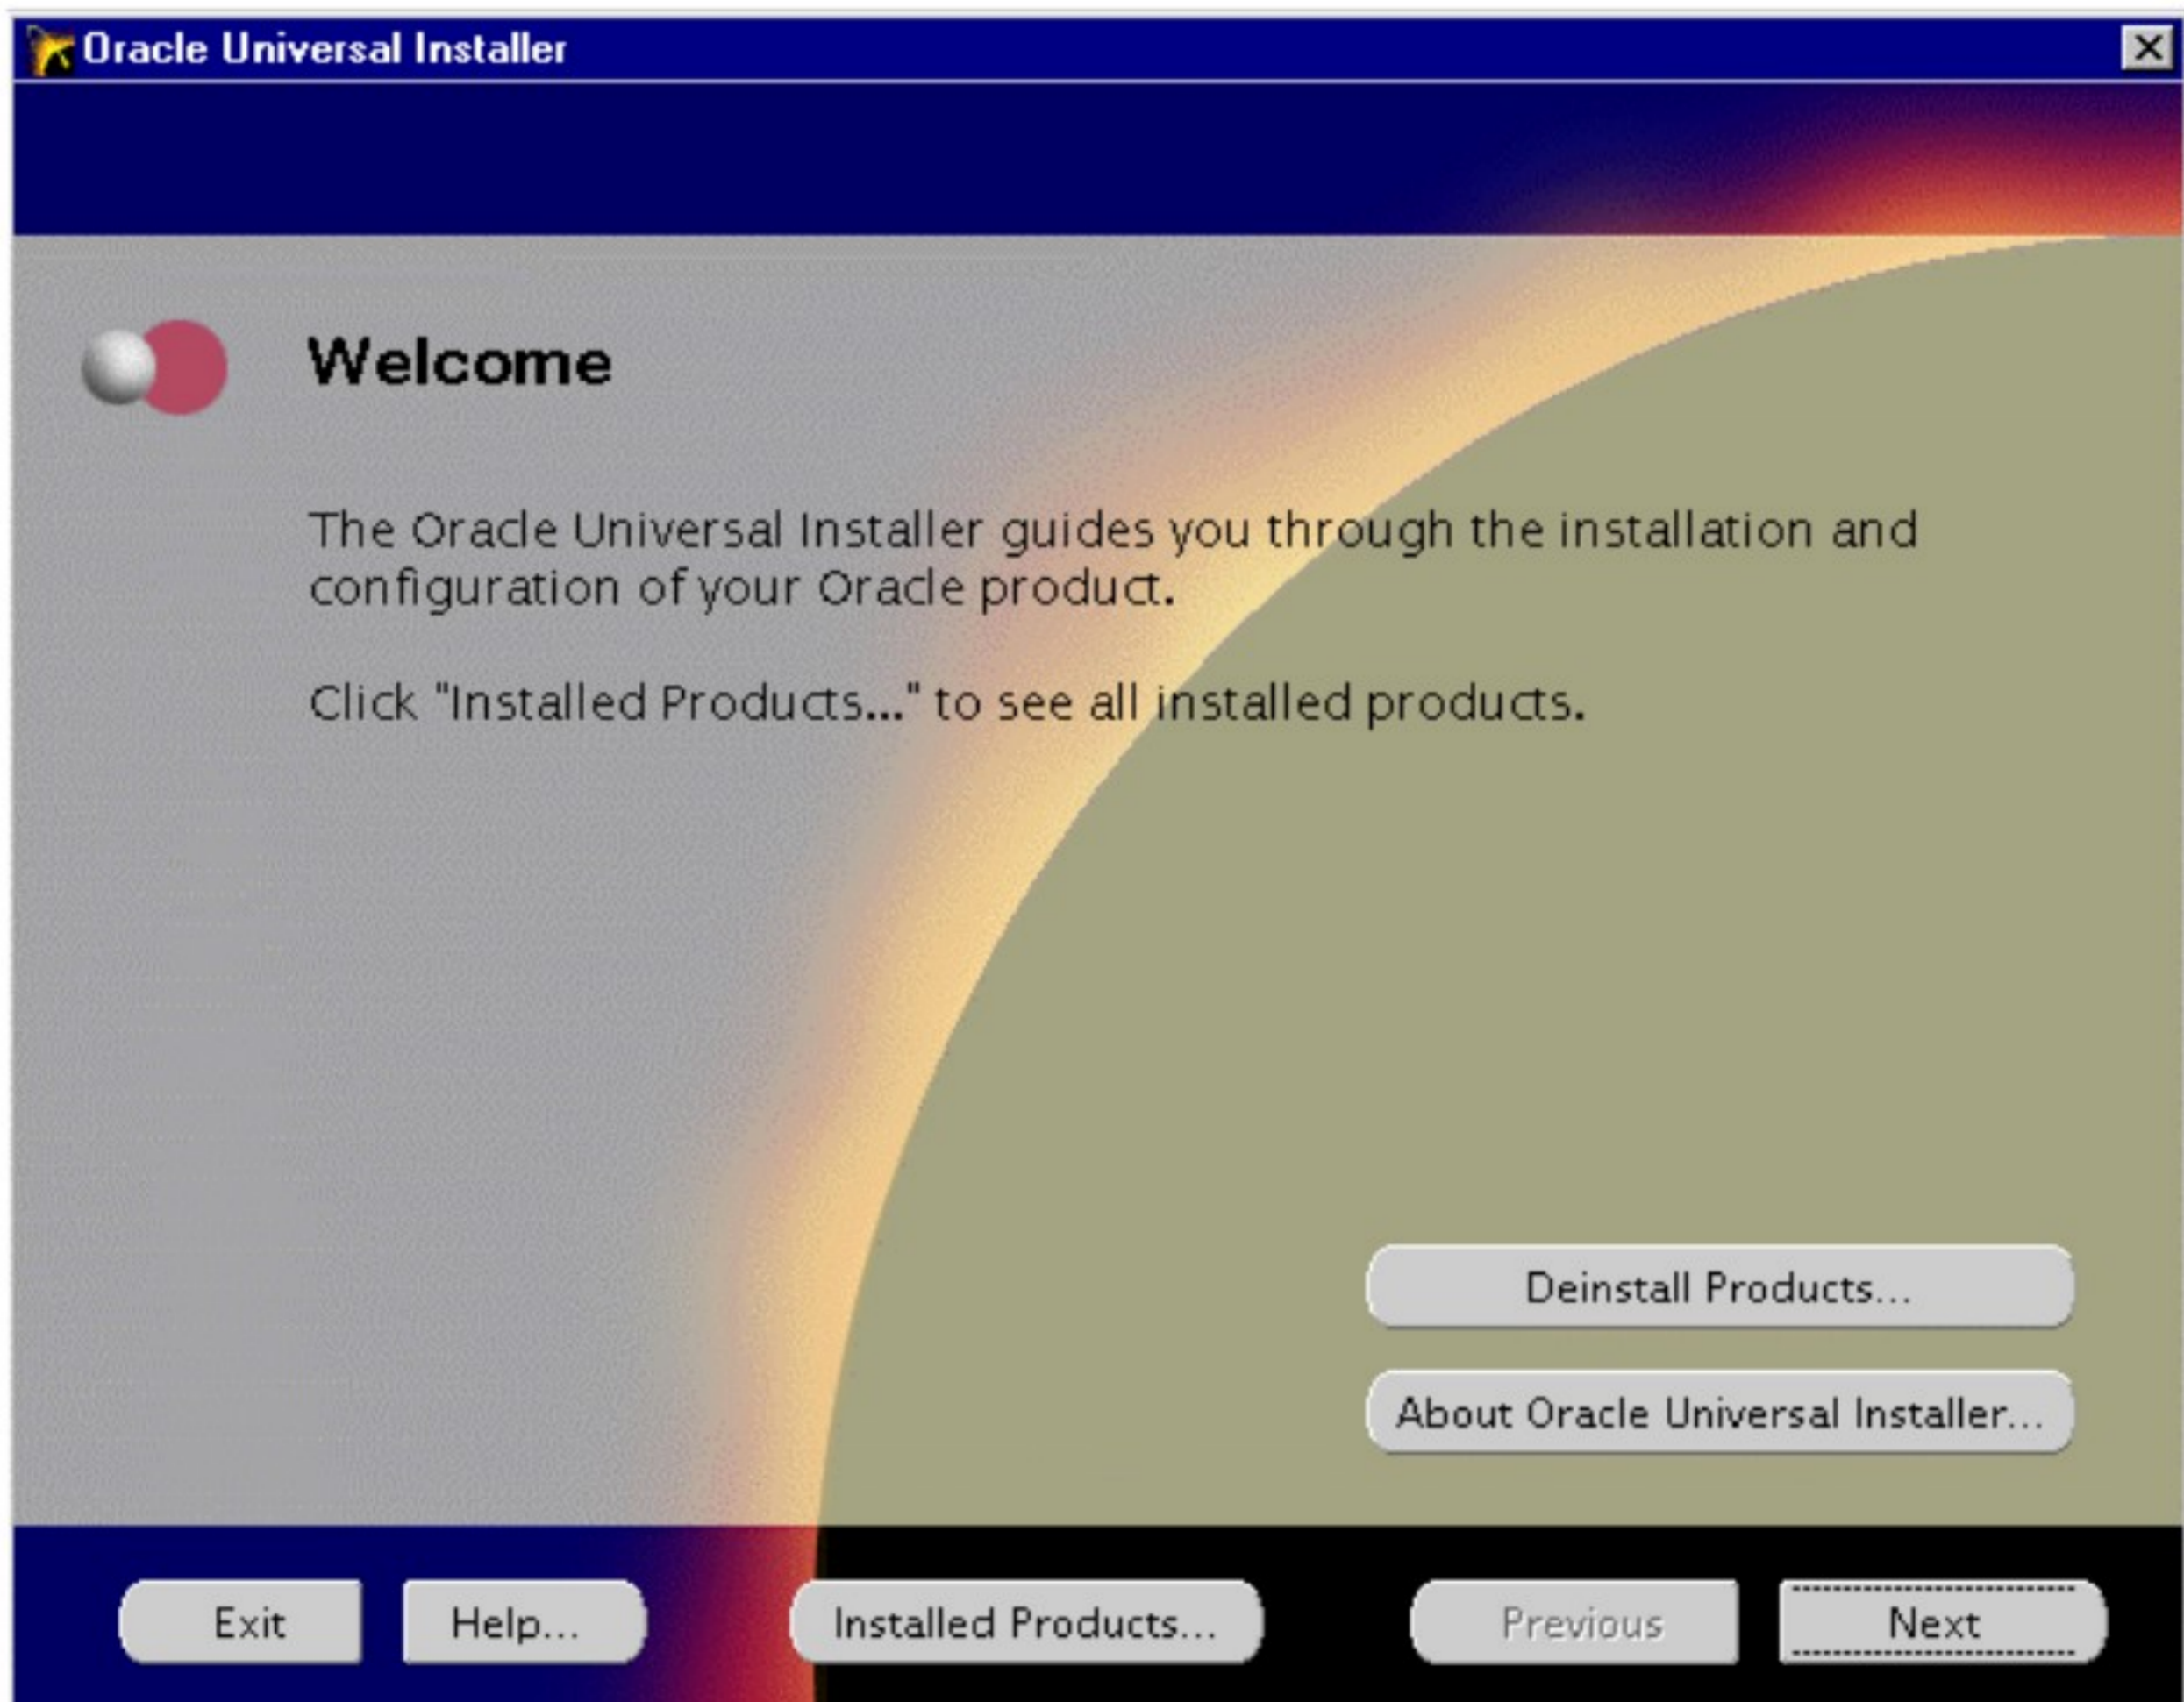 Oracle Universal Installer
Welcome
The Oracle Universal Installer guides you through the installation and
configuration of your Oracle product.
Click "Installed Products..." to see all installed products.
Deinstall Products...
About Oracle Universal Installer...
Exit
Help...
Installed Products...
Previous
Next